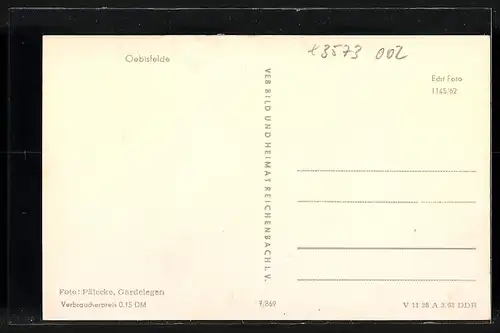 Oebisfelde
x3573 002
Echt Foto
1145/62
VEB BILD UND HEIMAT REICHENBACH I. V.
Foto: Pätecke, Gardelegen
Verbraucherpreis 0.15 DM
7/869
V 11 28 A 3/62 DDR